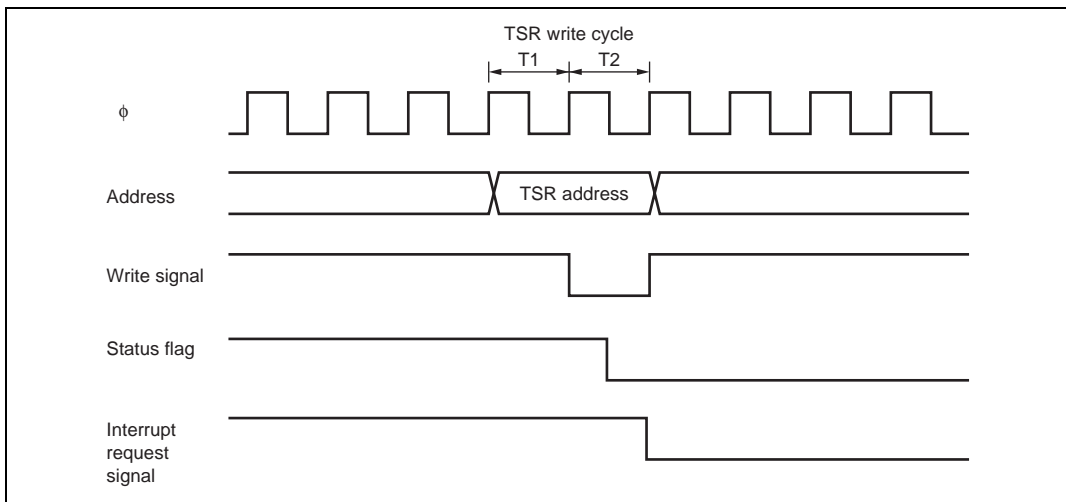 TSR write cycle
T1 T2
ϕ
Address
TSR address
Write signal
Status flag
Interrupt
request
signal